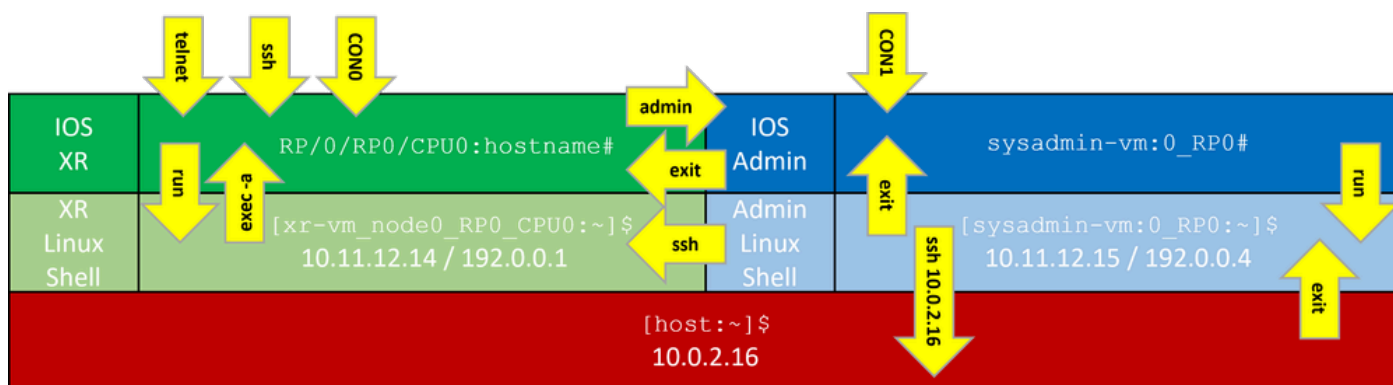 telnet
ssh
CON0
CON1
IOS
XR
RP/0/RP0/CPU0:hostname#
admin
exit
IOS
Admin
sysadmin-vm:0_RP0#
run
exec -a
exit
run
XR
Linux
Shell
[xr-vm_node0_RP0_CPU0:~]$
10.11.12.14 / 192.0.0.1
ssh
Admin
Linux
Shell
[sysadmin-vm:0_RP0:~]$
10.11.12.15 / 192.0.0.4
ssh 10.0.2.16
exit
[host:~]$
10.0.2.16